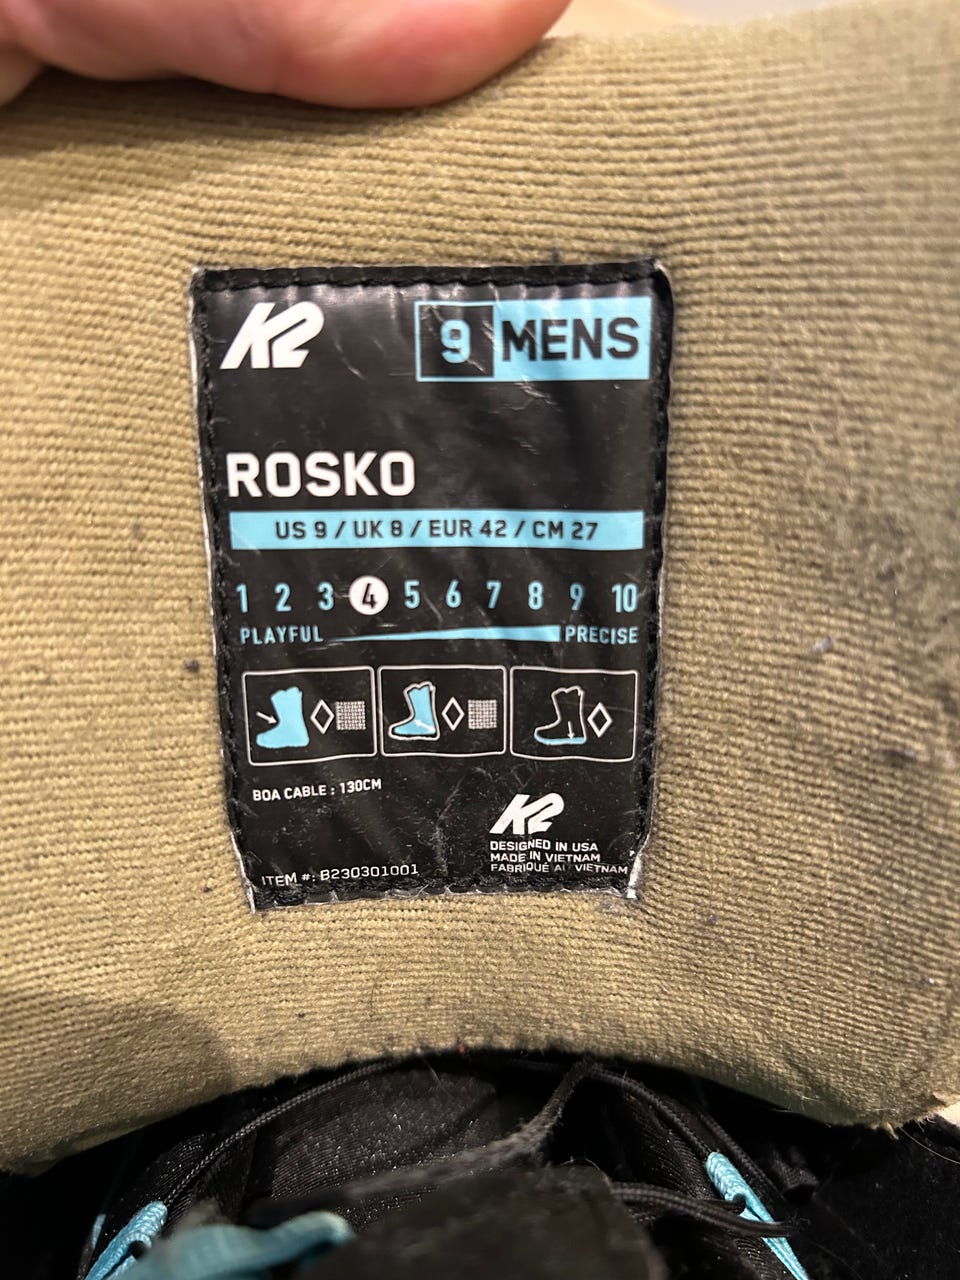 K2
9 MENS
ROSKO
US 9 / UK 8 / EUR 42 / CM 27
1 2 3 4 5 6 7 8 9 10
PLAYFUL PRECISE
BOA CABLE : 130CM
K2
DESIGNED IN USA
MADE IN VIETNAM
FABRIQUÉ AU VIETNAM
ITEM #: B230301001